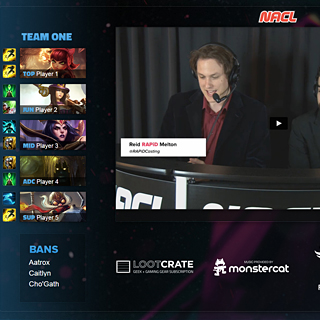 NACL
TEAM ONE
TOP Player 1
JUN Player 2
MID Player 3
ADC Player 4
SUP Player 5
Reid RAPID Melton
NACL
BANS
Aatrox
Caitlyn
Cho'Gath
LOOTCRATE
GEEK + GAMING GEAR SUBSCRIPTION
MUSIC PROVIDED BY
monstercat